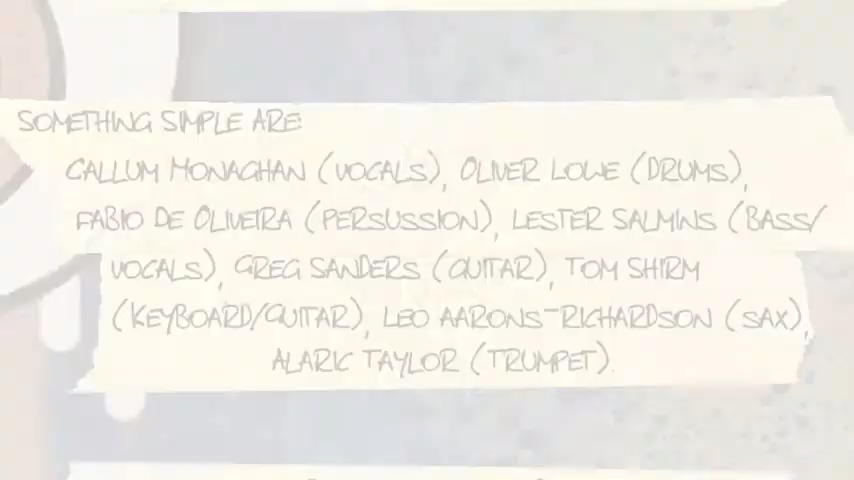 SOMETHING SIMPLE ARE:
CALLUM MONAGHAN (VOCALS), OLIVER LOWE (DRUMS),
FABIO DE OLIVEIRA (PERSUSSION), LESTER SALMINS (BASS/
VOCALS), GREG SANDERS (GUITAR), TOM SHIRM
(KEYBOARD/GUITAR), LEO AARONS-RICHARDSON (SAX),
ALARIC TAYLOR (TRUMPET).